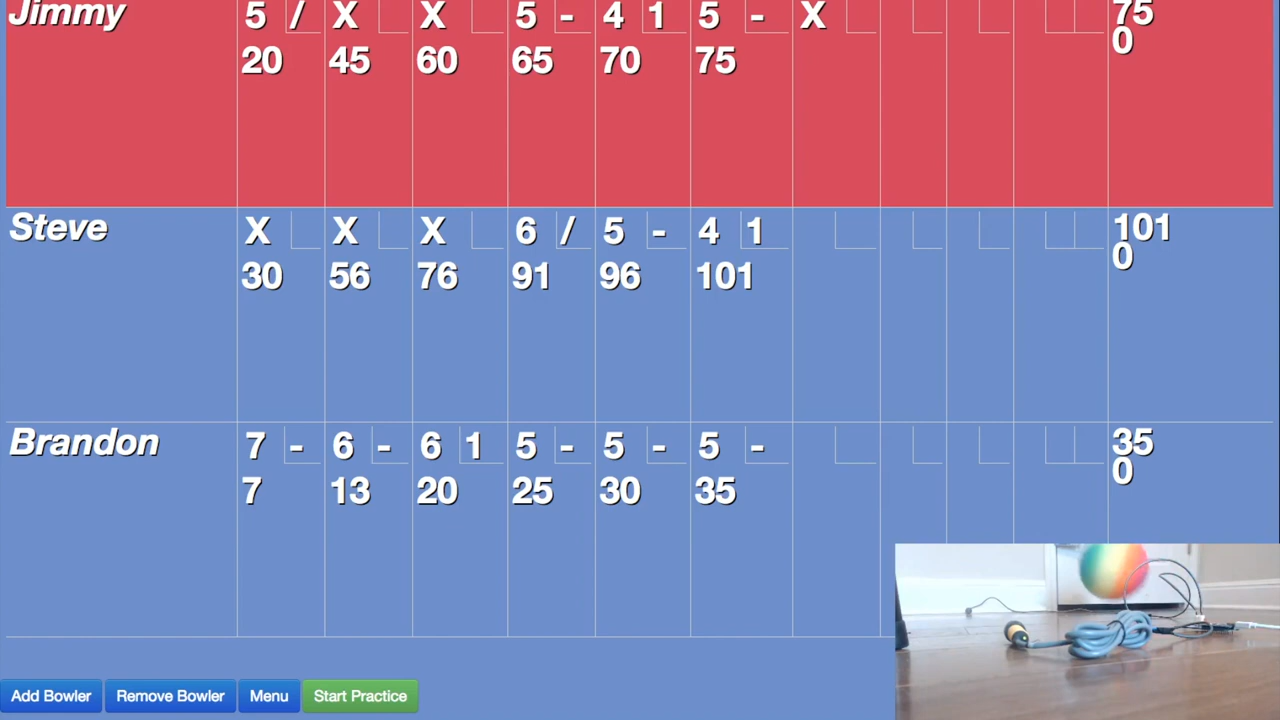 Jimmy 5 / X X 5 - 4 1 5 - X 75
20 45 60 65 70 75 0
Steve X X X 6 / 5 - 4 1 101
30 56 76 91 96 101 0
Brandon 7 - 6 - 6 1 5 - 5 - 5 - 35
7 13 20 25 30 35 0
Add Bowler Remove Bowler Menu Start Practice